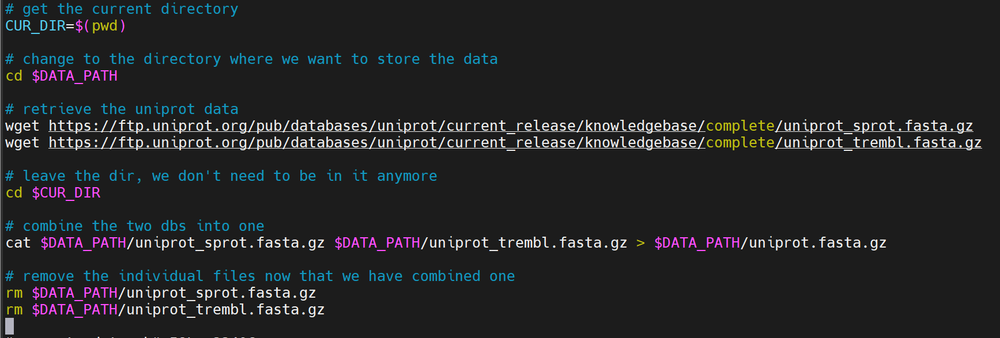 # get the current directory
CUR_DIR=$(pwd)
# change to the directory where we want to store the data
cd $DATA_PATH
# retrieve the uniprot data
wget https://ftp.uniprot.org/pub/databases/uniprot/current_release/knowledgebase/complete/uniprot_sprot.fasta.gz
wget https://ftp.uniprot.org/pub/databases/uniprot/current_release/knowledgebase/complete/uniprot_trembl.fasta.gz
# leave the dir, we don't need to be in it anymore
cd $CUR_DIR
# combine the two dbs into one
cat $DATA_PATH/uniprot_sprot.fasta.gz $DATA_PATH/uniprot_trembl.fasta.gz > $DATA_PATH/uniprot.fasta.gz
# remove the individual files now that we have combined one
rm $DATA_PATH/uniprot_sprot.fasta.gz
rm $DATA_PATH/uniprot_trembl.fasta.gz